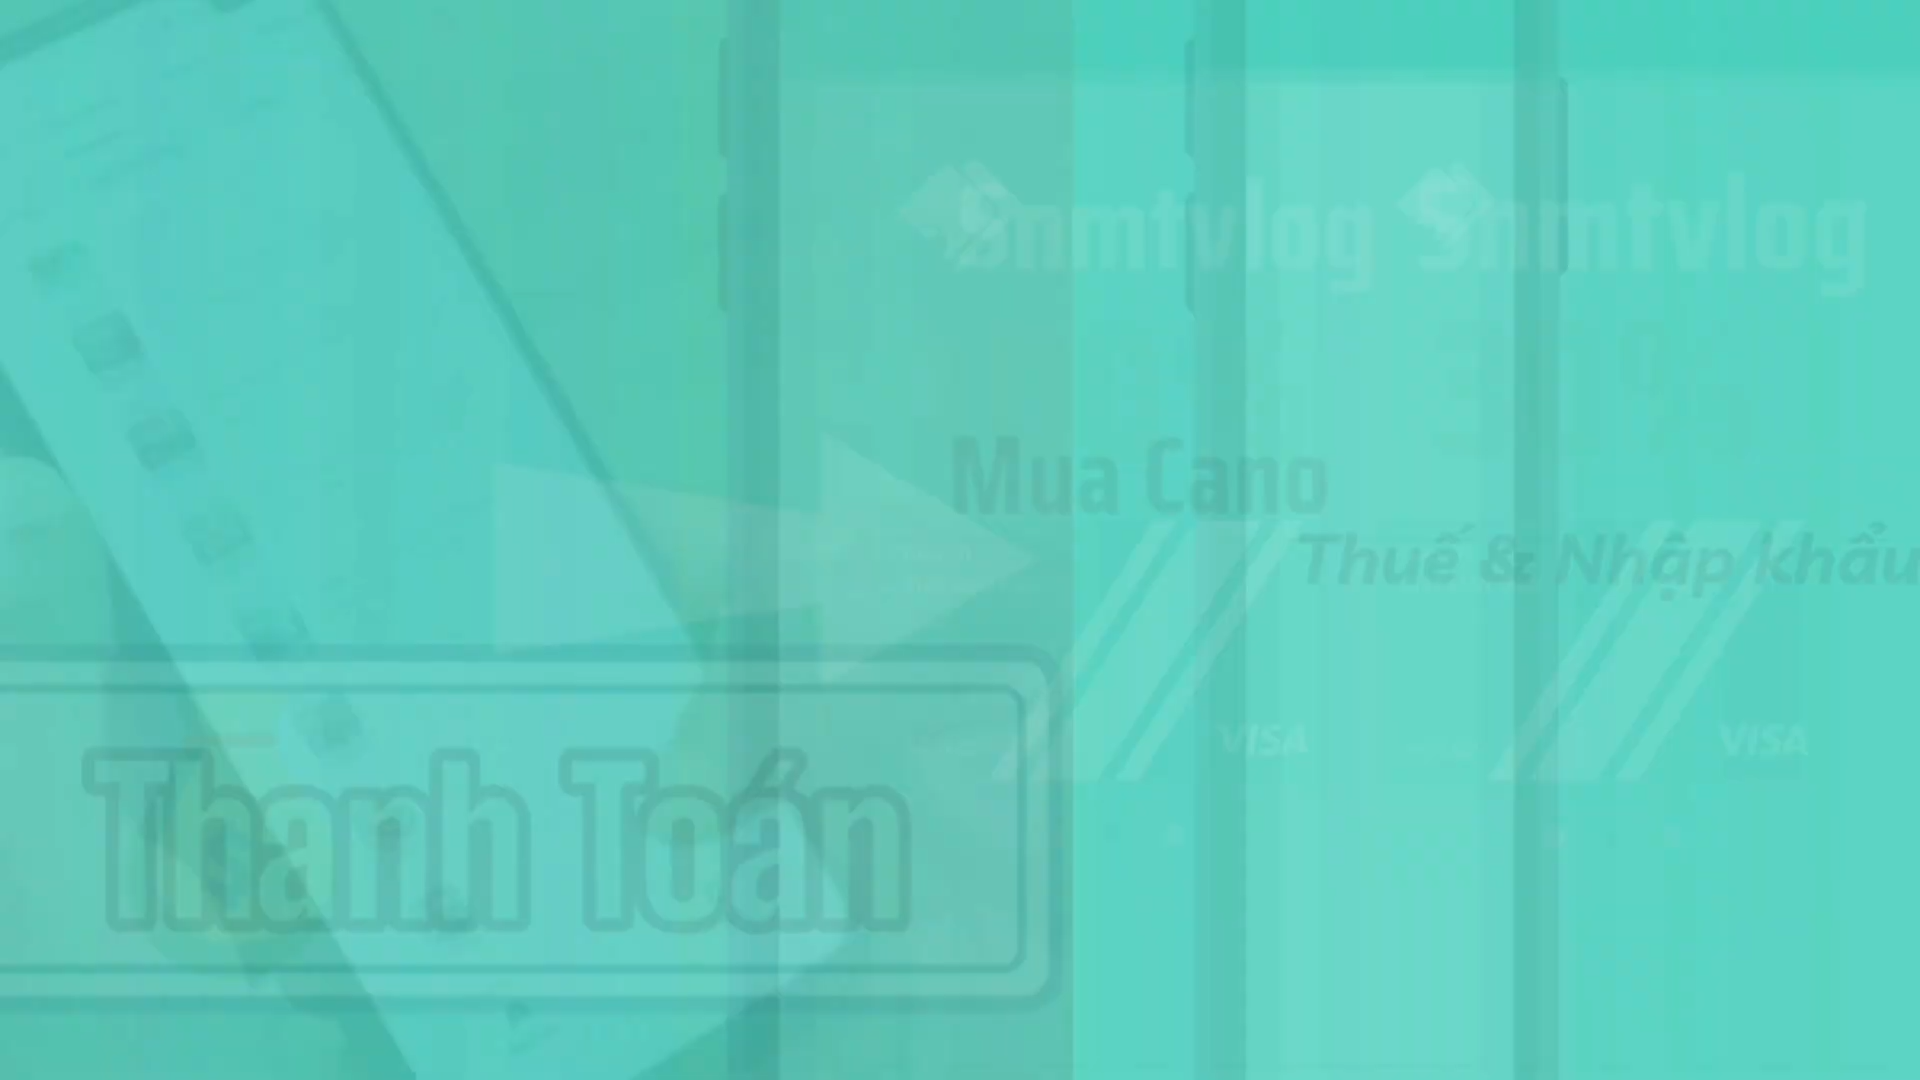 Snmtvlog Snmtvlog
Mua Cano
Thuế & Nhập khẩu
VISA VISA
Thanh Toán